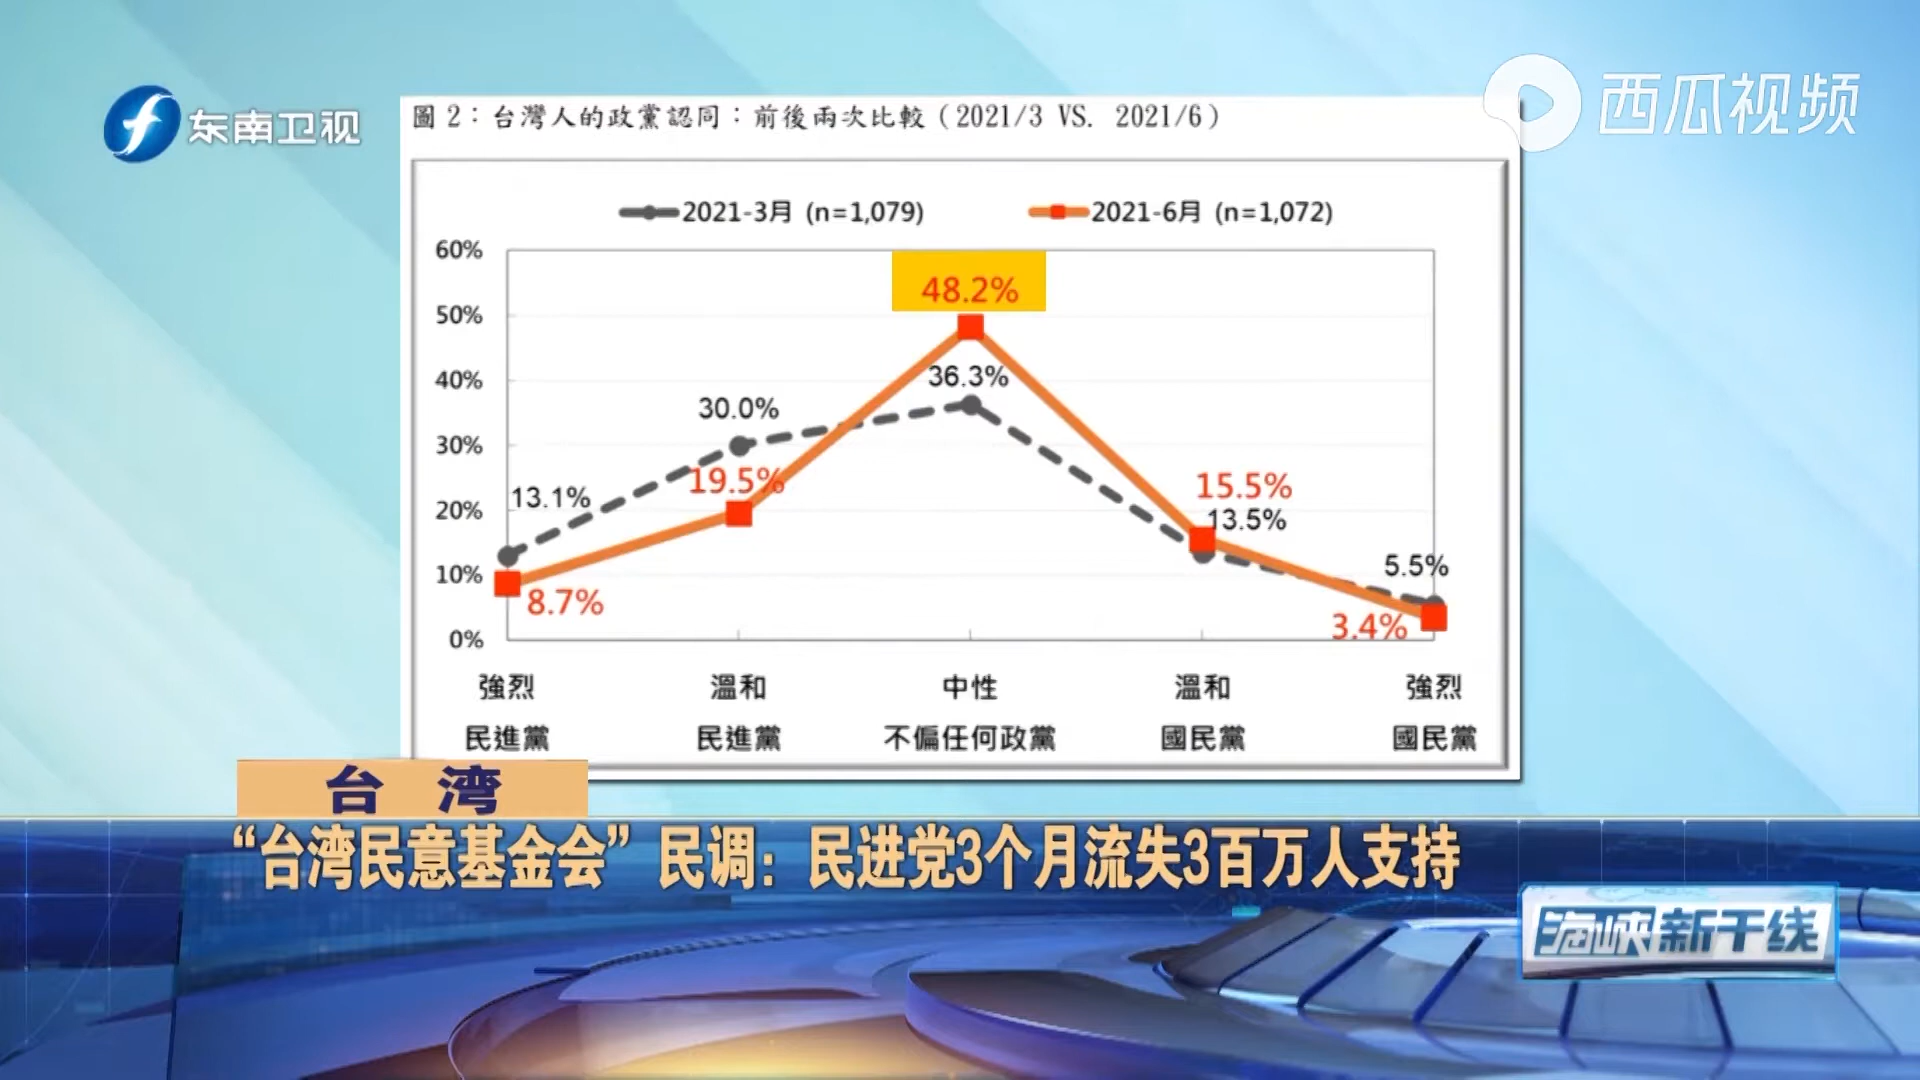 东南卫视
西瓜视频
圖 2：台灣人的政黨認同：前後兩次比較（2021/3 VS. 2021/6）
2021-3月 (n=1,079)
2021-6月 (n=1,072)
60%
50%
40%
30%
20%
10%
0%
48.2%
36.3%
30.0%
19.5%
13.1%
8.7%
15.5%
13.5%
5.5%
3.4%
強烈
民進黨
溫和
民進黨
中性
不偏任何政黨
溫和
國民黨
強烈
國民黨
台 湾
“台湾民意基金会”民调：民进党3个月流失3百万人支持
海峡新干线